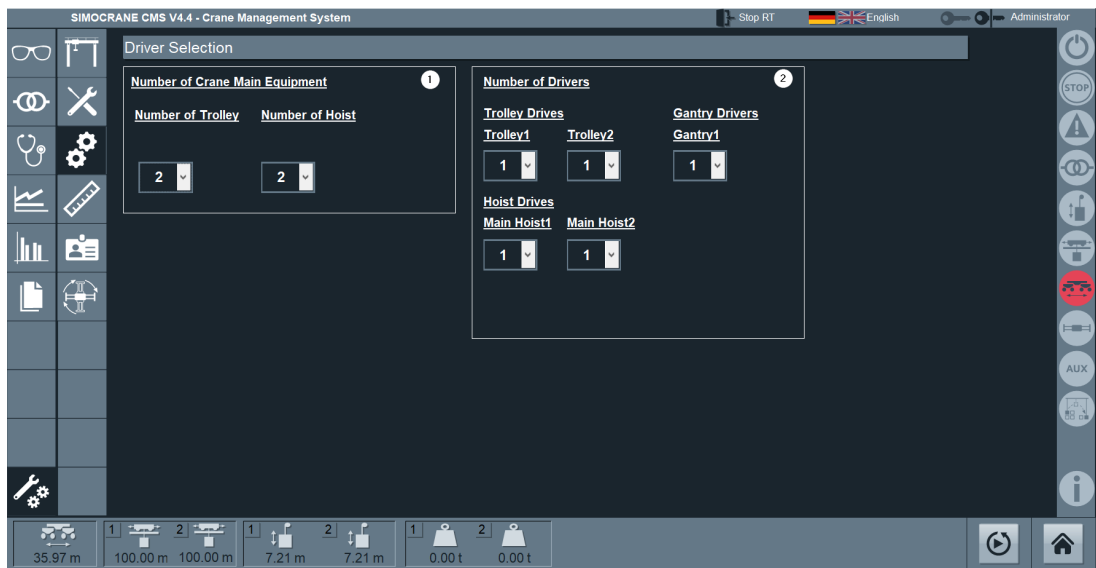 SIMOCRANE CMS V4.4 - Crane Management System
Stop RT
English
Administrator
Driver Selection
Number of Crane Main Equipment
1
Number of Trolley Number of Hoist
2 2
Number of Drivers
2
Trolley Drives Gantry Drivers
Trolley1 Trolley2 Gantry1
1 1 1
Hoist Drives
Main Hoist1 Main Hoist2
1 1
STOP
AUX
1 2 1 2 1 2
35.97 m 100.00 m 100.00 m 7.21 m 7.21 m 0.00 t 0.00 t